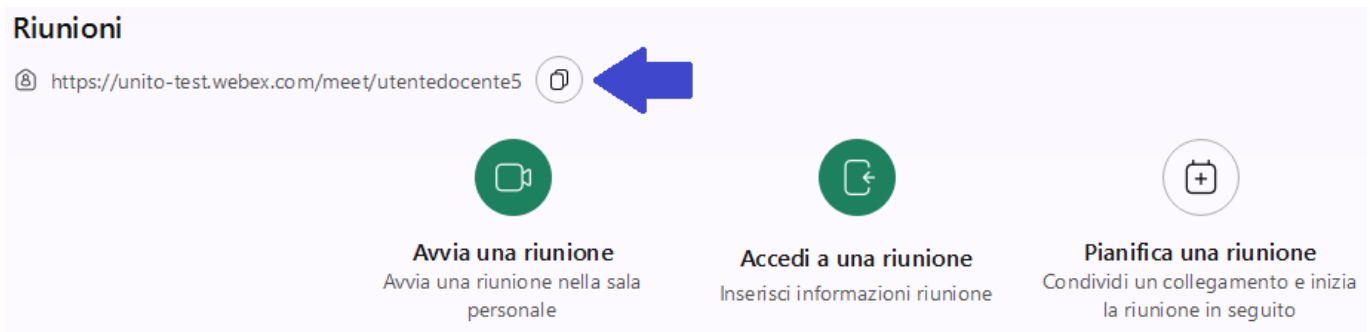 Riunioni
https://unito-test.webex.com/meet/utentedocente5
Avvia una riunione
Avvia una riunione nella sala
personale
Accedi a una riunione
Inserisci informazioni riunione
Pianifica una riunione
Condividi un collegamento e inizia
la riunione in seguito